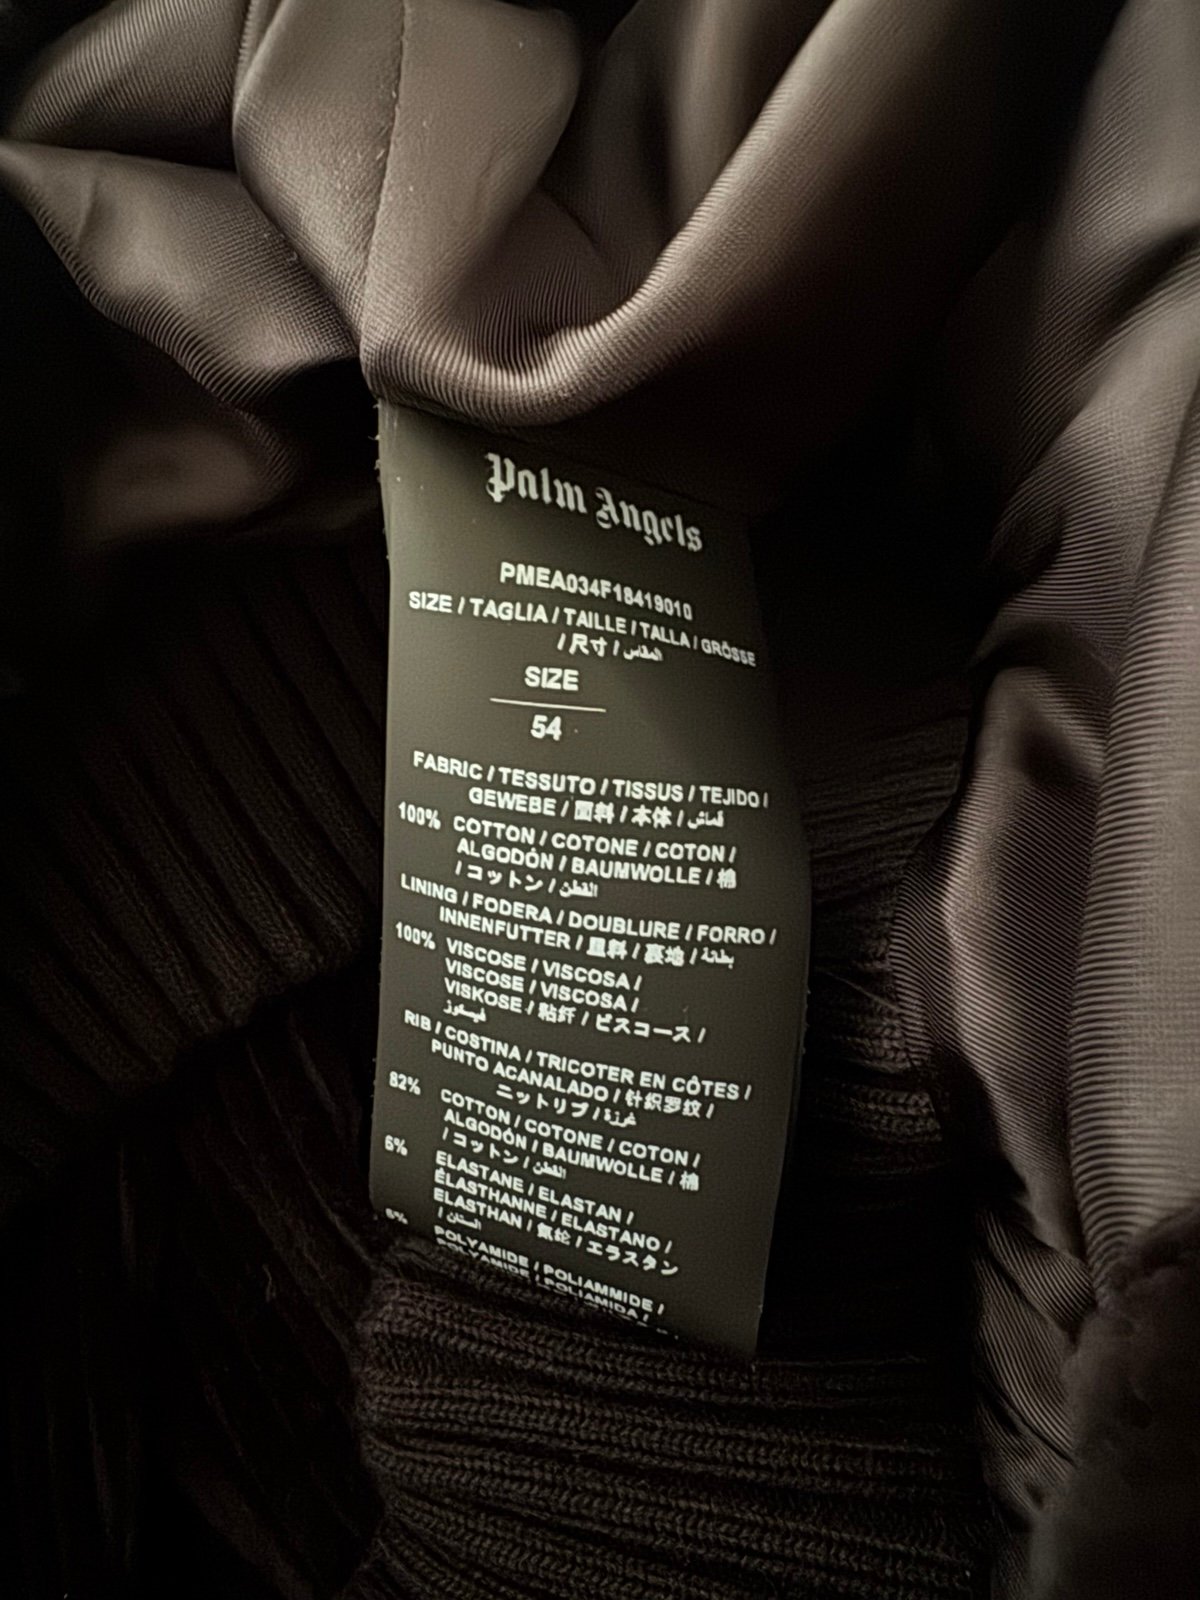 Palm Angels
PMEA034F18419010
SIZE / TAGLIA / TAILLE / TALLA / GRÖSSE
/ 尺寸 / المقاس
SIZE
54
FABRIC / TESSUTO / TISSUS / TEJIDO /
GEWEBE / 面料 / 本体 / قماش
100% COTTON / COTONE / COTON /
ALGODÓN / BAUMWOLLE / 棉
/ コットン / القطن
LINING / FODERA / DOUBLURE / FORRO /
INNENFUTTER / 里料 / 裏地 / بطانة
100% VISCOSE / VISCOSA /
VISCOSE / VISCOSA /
VISKOSE / 粘纤 / ビスコース /
فيسكوز
RIB / COSTINA / TRICOTER EN CÔTES /
PUNTO ACANALADO / 针织罗纹 /
ニットリブ / غرزة
82% COTTON / COTONE / COTON /
ALGODÓN / BAUMWOLLE / 棉
/ コットン / القطن
6% ELASTANE / ELASTAN /
ÉLASTHANNE / ELASTANO /
ELASTHAN / 氨纶 / エラスタン
/ الستان
6% POLYAMIDE / POLIAMMIDE /
POLYAMIDE / POLIAMIDA /